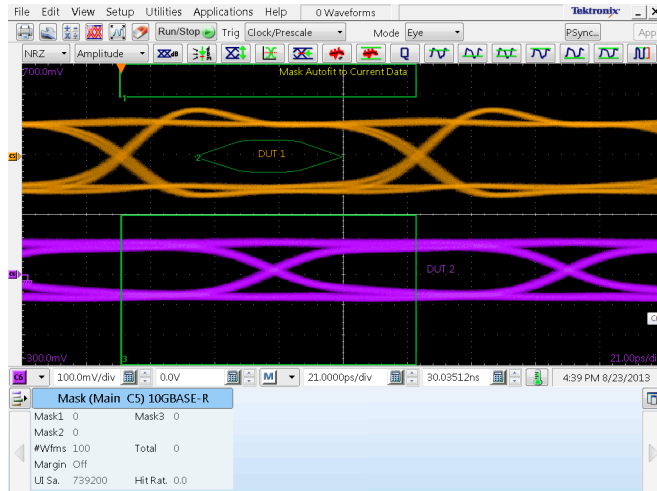 File Edit View Setup Utilities Applications Help 0 Waveforms Tektronix
Run/Stop Trig Clock/Prescale Mode Eye PSync... App
NRZ Amplitude
700.0mV Mask Autofit to Current Data
1
C5 2 DUT 1
C6 DUT 2
-300.0mV 3 21.00ps/d
C6 100.0mV/div 0.0V M 21.0000ps/div 30.03512ns 4:39 PM 8/23/2013
Mask (Main C5) 10GBASE-R
Mask1 0 Mask3 0
Mask2 0
#Wfms 100 Total 0
Margin Off
UI Sa. 739200 Hit Rat. 0.0